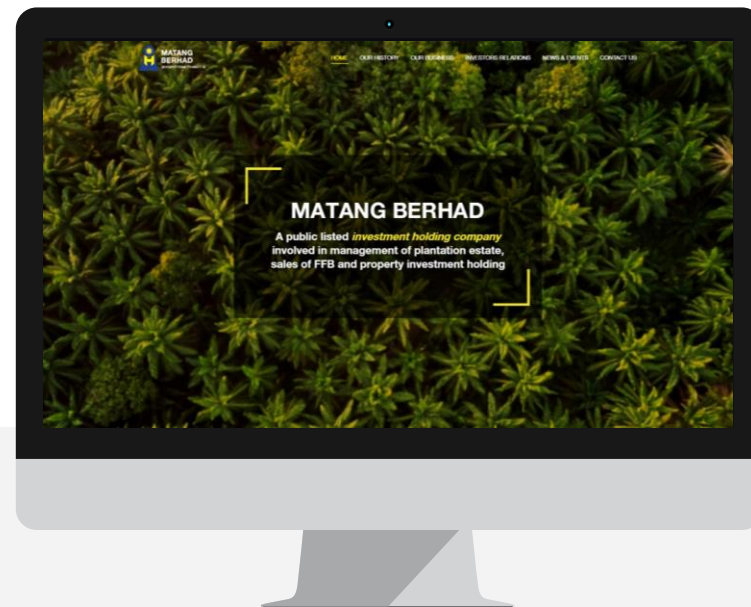 MATANG
BERHAD
HOME OUR HISTORY OUR BUSINESS INVESTORS RELATIONS NEWS & EVENTS CONTACT US
MATANG BERHAD
A public listed investment holding company
involved in management of plantation estate,
sales of FFB and property investment holding